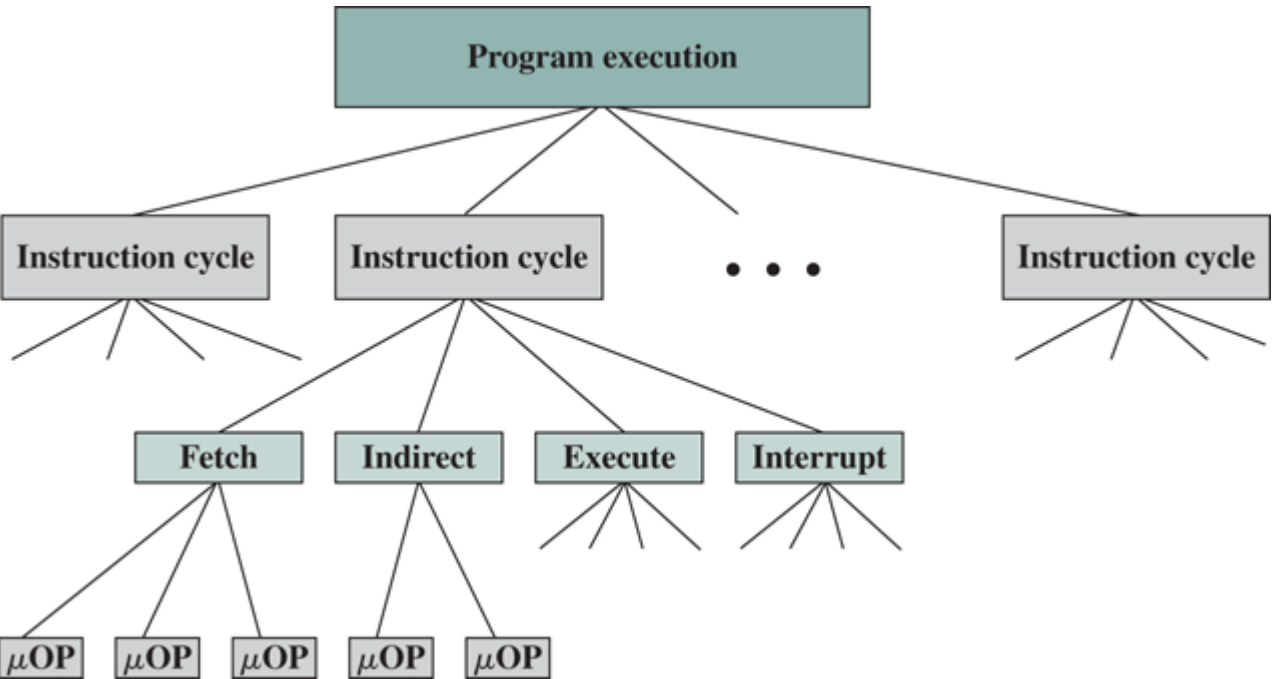 Program execution
Instruction cycle
Instruction cycle
• • •
Instruction cycle
Fetch
Indirect
Execute
Interrupt
μOP
μOP
μOP
μOP
μOP